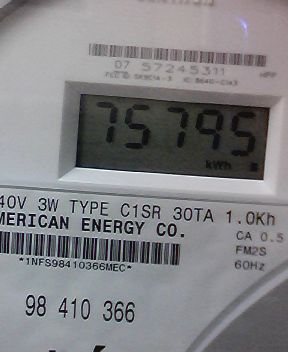 07 57245311
75795
kWh
40V 3W TYPE C1SR 30TA 1.0Kh
MERICAN ENERGY CO.
CA 0.5
FM2S
60Hz
*1NFS98410366MEC*
98 410 366